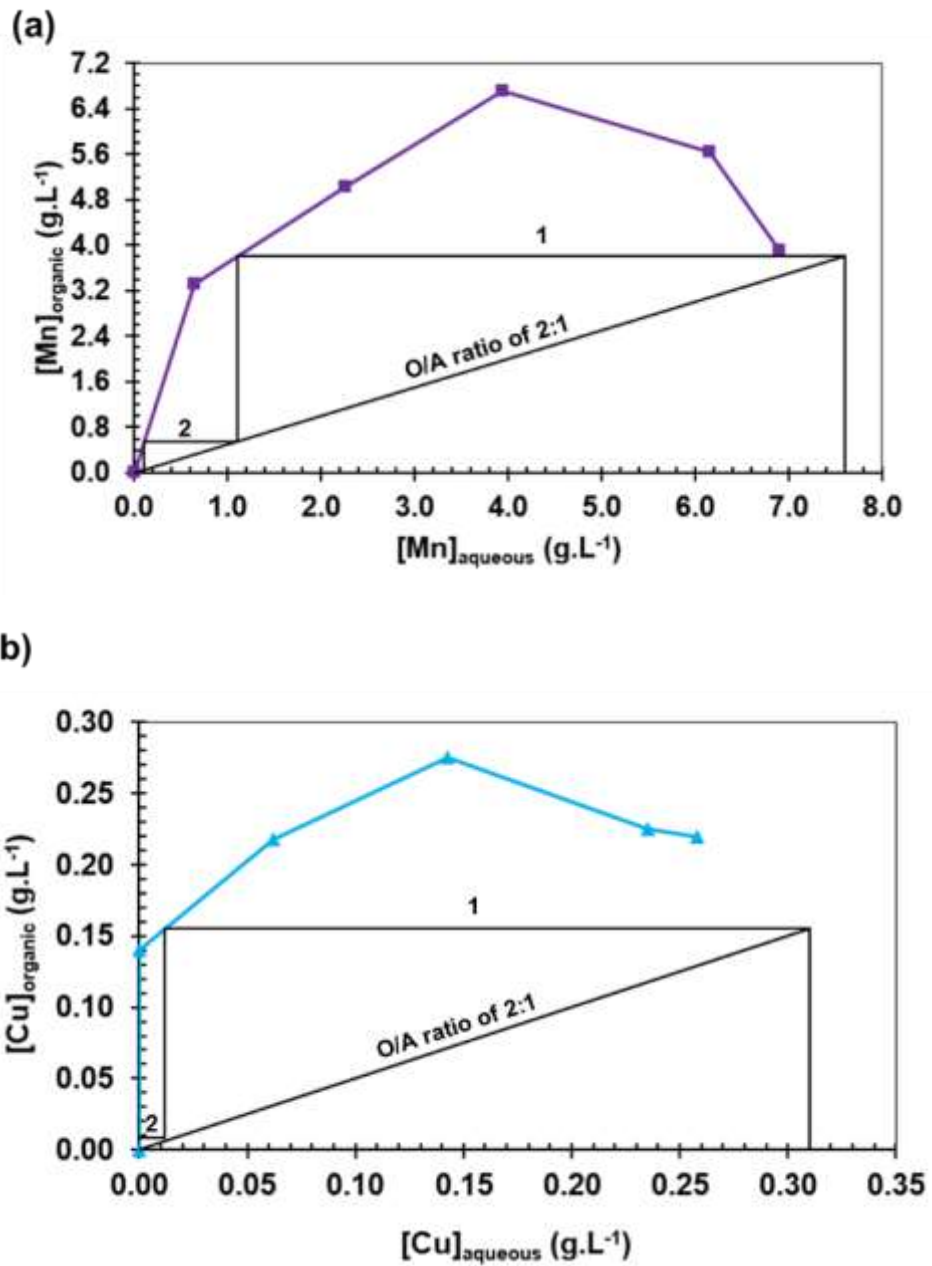 (a)
7.2
6.4
5.6
4.8
4.0
3.2
2.4
1.6
0.8
0.0
[Mn]organic (g.L-1)
1
O/A ratio of 2:1
2
0.0 1.0 2.0 3.0 4.0 5.0 6.0 7.0 8.0
[Mn]aqueous (g.L-1)
b)
0.30
0.25
0.20
0.15
0.10
0.05
0.00
[Cu]organic (g.L-1)
1
O/A ratio of 2:1
2
0.00 0.05 0.10 0.15 0.20 0.25 0.30 0.35
[Cu]aqueous (g.L-1)